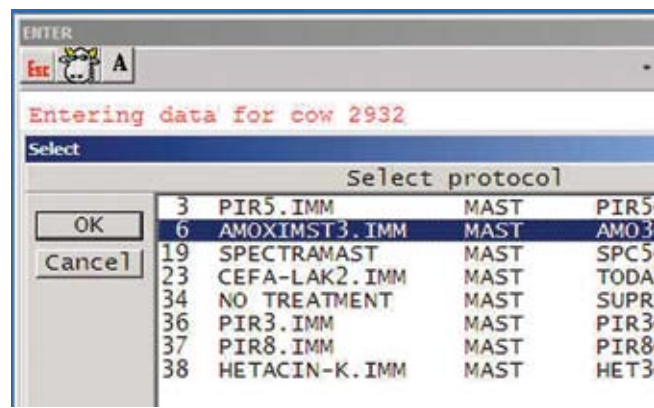 ENTER
Esc A
Entering data for cow 2932
Select
Select protocol
OK
Cancel
3 PIR5.IMM MAST PIR5
6 AMOXIMST3.IMM MAST AMO3
19 SPECTRAMAST MAST SPC5
23 CEFA-LAK2.IMM MAST TODA
34 NO TREATMENT MAST SUPR
36 PIR3.IMM MAST PIR3
37 PIR8.IMM MAST PIR8
38 HETACIN-K.IMM MAST HET3